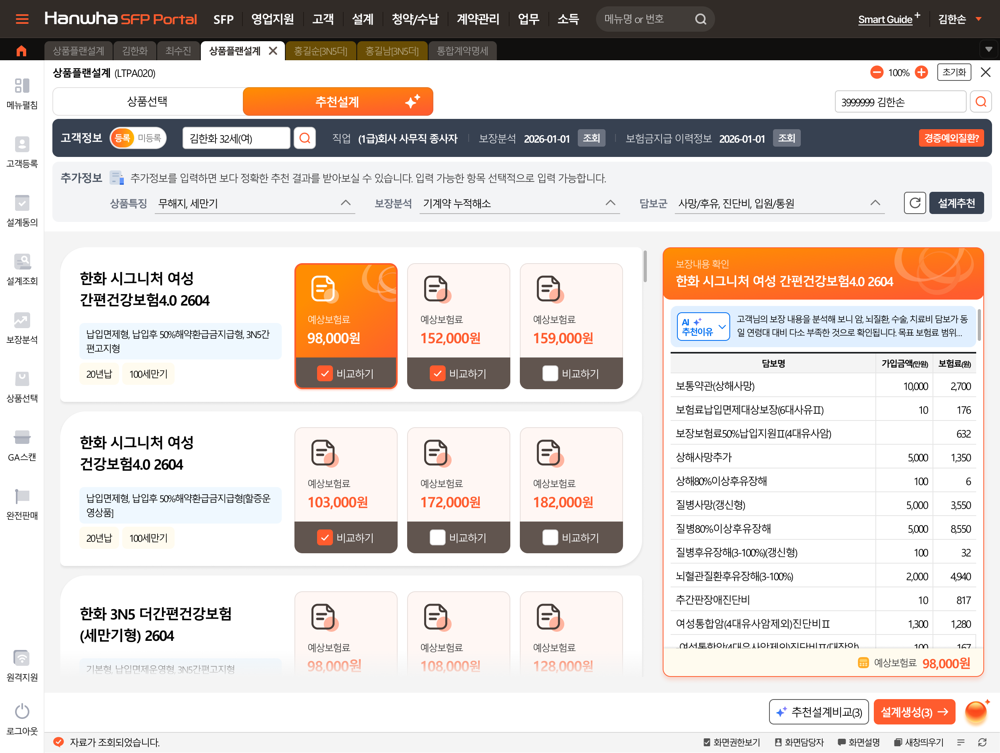 Hanwha SFP Portal SFP 영업지원 고객 설계 청약/수납 계약관리 업무 소득 메뉴명 or 번호 Smart Guide+ 김한손
상품플랜설계 김한화 최수진 상품플랜설계 홍길순[3N5더] 홍길남[3N5더] 통합계약명세
메뉴펼침
고객등록
설계동의
설계조회
보장분석
상품선택
GA스캔
완전판매
원격지원
로그아웃
상품플랜설계 (LTPA020) 100% 초기화
상품선택 추천설계 3999999 김한손
고객정보 등록 미등록 김한화 32세(여) 직업 (1급)회사 사무직 종사자 보장분석 2026-01-01 조회 보험금지급 이력정보 2026-01-01 조회 경증예외질환?
추가정보 추가정보를 입력하면 보다 정확한 추천 결과를 받아보실 수 있습니다. 입력 가능한 항목 선택적으로 입력 가능합니다.
상품특징 무해지, 세만기 보장분석 기계약 누적해소 담보군 사망/후유, 진단비, 입원/통원 설계추천
한화 시그니처 여성
간편건강보험4.0 2604
납입면제형, 납입후 50%해약환급금지급형, 3N5간
편고지형
20년납 100세만기
예상보험료 예상보험료 예상보험료
98,000원 152,000원 159,000원
비교하기 비교하기 비교하기
한화 시그니처 여성
건강보험4.0 2604
납입면제형, 납입후 50%해약환급금지급형[할증운
영상품]
20년납 100세만기
예상보험료 예상보험료 예상보험료
103,000원 172,000원 182,000원
비교하기 비교하기 비교하기
한화 3N5 더간편건강보험
(세만기형) 2604
기본형, 납입면제운영형, 3N5간편고지형
예상보험료 예상보험료 예상보험료
98,000원 108,000원 128,000원
보장내용 확인
한화 시그니처 여성 간편건강보험4.0 2604
AI 추천이유
고객님의 보장 내용을 분석해 보니 암, 뇌질환, 수술, 치료비 담보가 동
일 연령대 대비 다소 부족한 것으로 확인됩니다. 목표 보험료 범위...
담보명 가입금액(만원) 보험료(원)
보통약관(상해사망) 10,000 2,700
보험료납입면제대상보장(6대사유Ⅱ) 10 176
보장보험료50%납입지원Ⅱ(4대유사암) 632
상해사망추가 5,000 1,350
상해80%이상후유장해 100 6
질병사망(갱신형) 5,000 3,550
질병80%이상후유장해 5,000 8,550
질병후유장해(3-100%)(갱신형) 100 32
뇌혈관질환후유장해(3-100%) 2,000 4,940
추간판장애진단비 10 817
여성통합암(4대유사암제외)진단비Ⅱ 1,300 1,280
-여성통합암(4대유사암제외)진단비Ⅱ(대장암) 100 167
예상보험료 98,000원
추천설계비교(3) 설계생성(3)
자료가 조회되었습니다. 화면권한보기 화면담당자 화면설명 새창띄우기